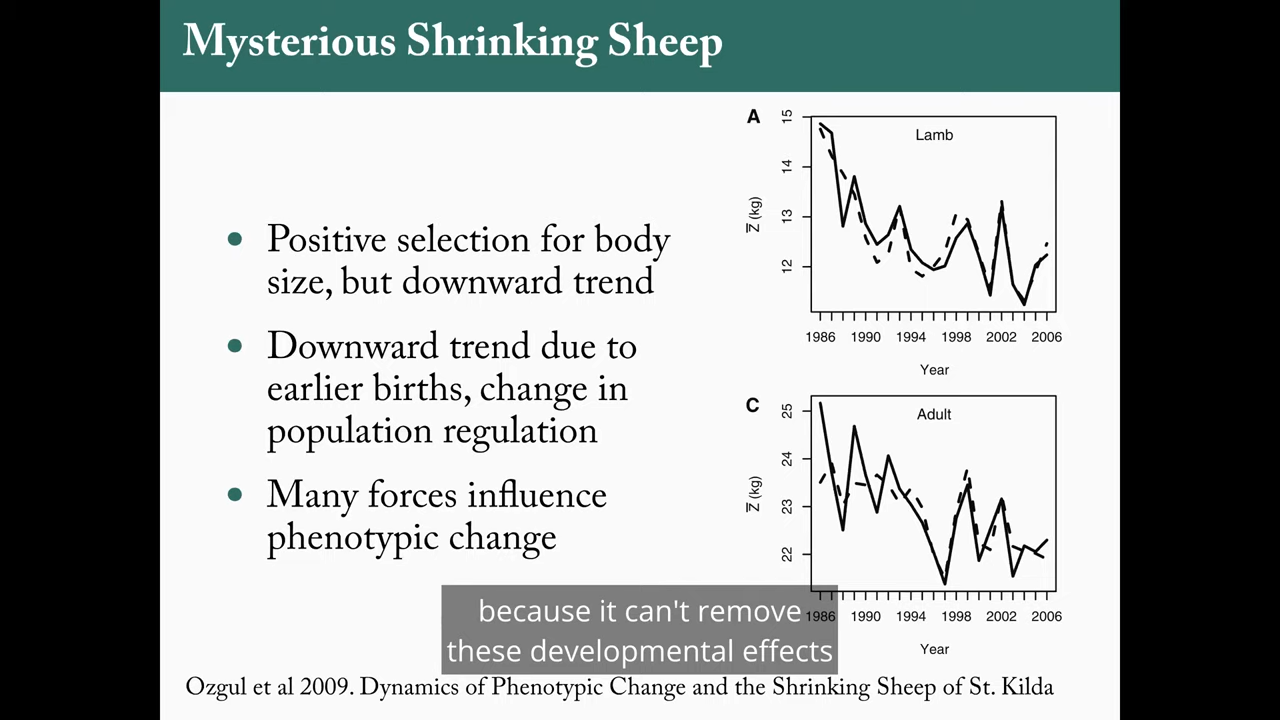 Mysterious Shrinking Sheep
• Positive selection for body
size, but downward trend
• Downward trend due to
earlier births, change in
population regulation
• Many forces influence
phenotypic change
A
Lamb
15
14
13
12
Z̅ (kg)
1986 1990 1994 1998 2002 2006
Year
C
Adult
25
24
23
22
Z̅ (kg)
1986 1990 1994 1998 2002 2006
Year
because it can't remove
these developmental effects
Ozgul et al 2009. Dynamics of Phenotypic Change and the Shrinking Sheep of St. Kilda